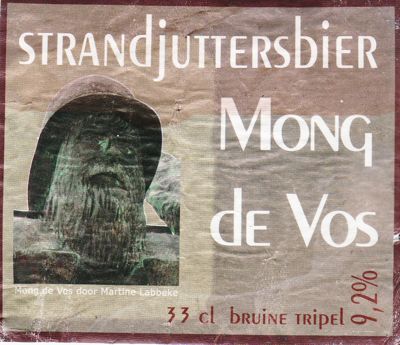 STRANDJUTTERSBIER
MONG
DE VOS
Mong de Vos door Martine Labbeke
33 cl BRUINE TRIPEL 9,2%